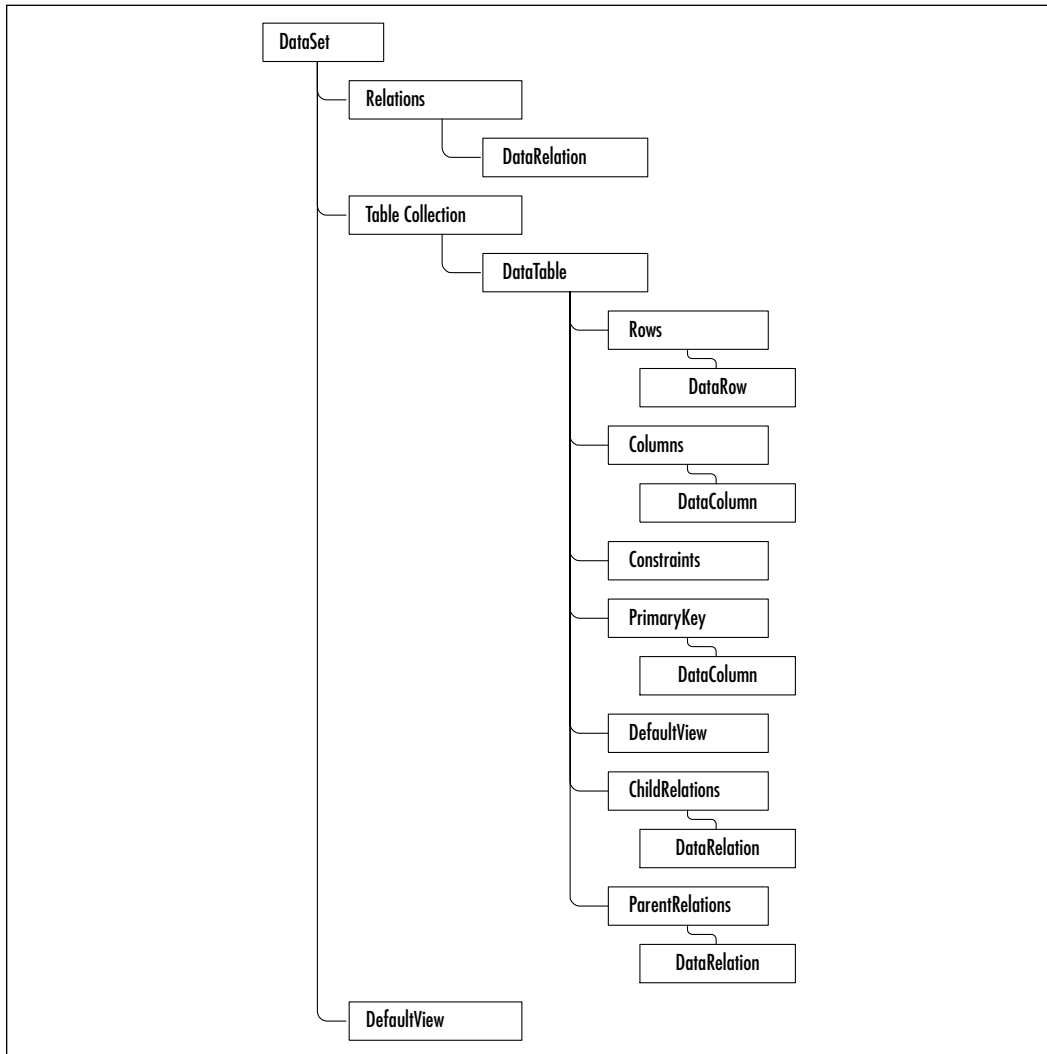 DataSet
Relations
DataRelation
Table Collection
DataTable
Rows
DataRow
Columns
DataColumn
Constraints
PrimaryKey
DataColumn
DefaultView
ChildRelations
DataRelation
ParentRelations
DataRelation
DefaultView